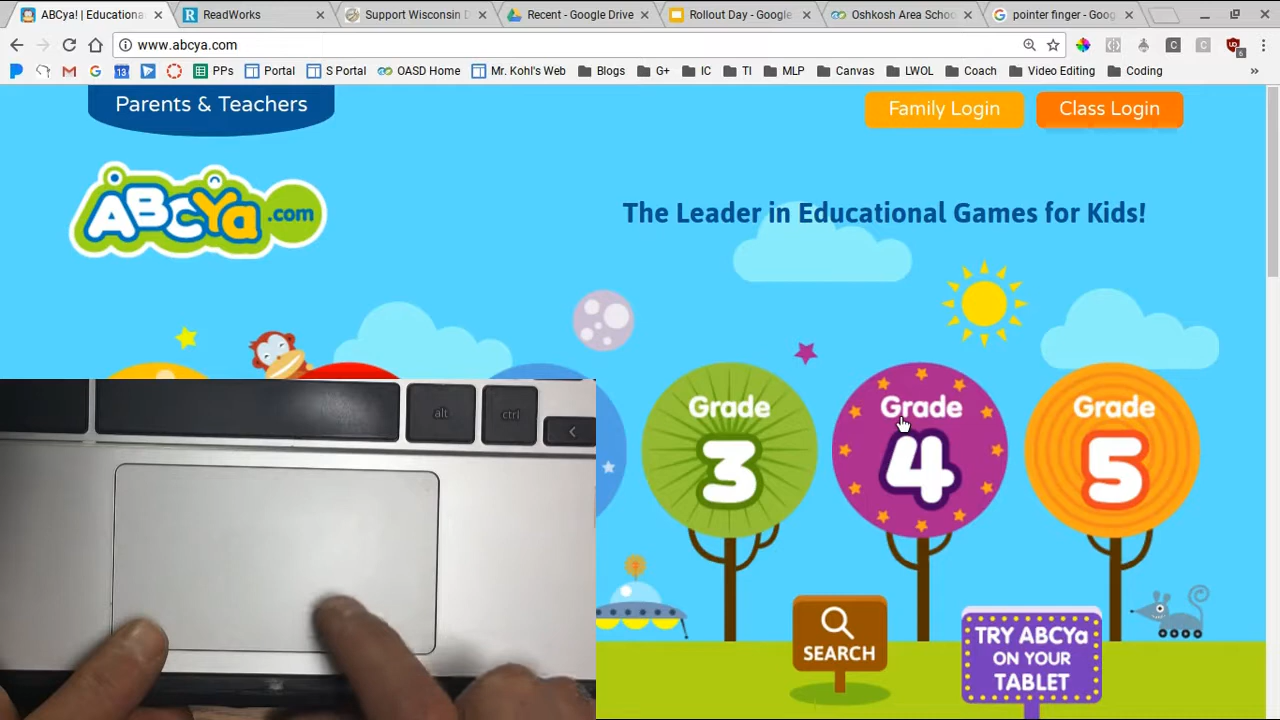 ABCya! | Educationa
ReadWorks
Support Wisconsin D
Recent - Google Drive
Rollout Day - Google
Oshkosh Area Schoo
pointer finger - Goog
www.abcya.com
PPs
Portal
S Portal
OASD Home
Mr. Kohl's Web
Blogs
G+
IC
TI
MLP
Canvas
LWOL
Coach
Video Editing
Coding
Parents & Teachers
Family Login
Class Login
ABCYa.com
The Leader in Educational Games for Kids!
Grade
3
Grade
4
Grade
5
alt
ctrl
<
SEARCH
TRY ABCYa
ON YOUR
TABLET